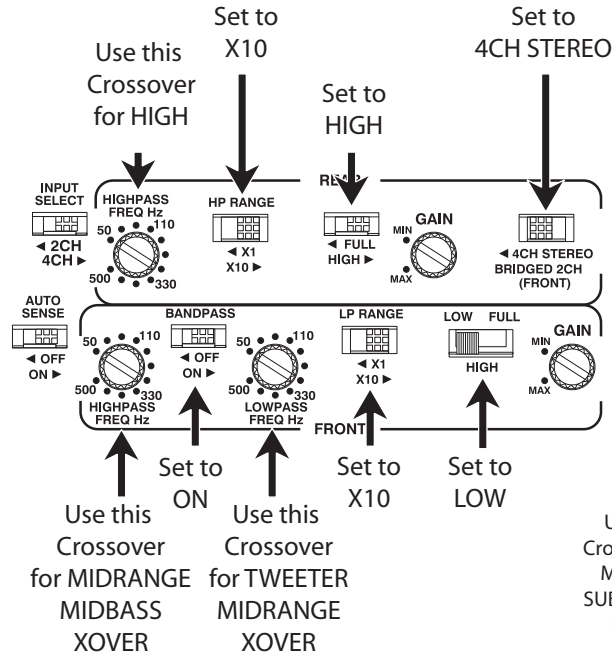 Set to
X10
Set to
4CH STEREO
Use this
Crossover
for HIGH
Set to
HIGH
REAR
INPUT
SELECT
◄ 2CH
4CH ►
HIGHPASS
FREQ Hz
50
110
500
330
HP RANGE
◄ X1
X10 ►
◄ FULL
HIGH ►
GAIN
MIN
MAX
◄ 4CH STEREO
BRIDGED 2CH
(FRONT)
AUTO
SENSE
◄ OFF
ON ►
50
110
500
330
HIGHPASS
FREQ Hz
BANDPASS
◄ OFF
ON ►
50
110
500
330
LOWPASS
FREQ Hz
LP RANGE
◄ X1
X10 ►
LOW FULL
HIGH
GAIN
MIN
MAX
FRONT
Set to
ON
Set to
X10
Set to
LOW
Use this
Crossover
for MIDRANGE
MIDBASS
XOVER
Use this
Crossover
for TWEETER
MIDRANGE
XOVER
U
Cro
M
SUB